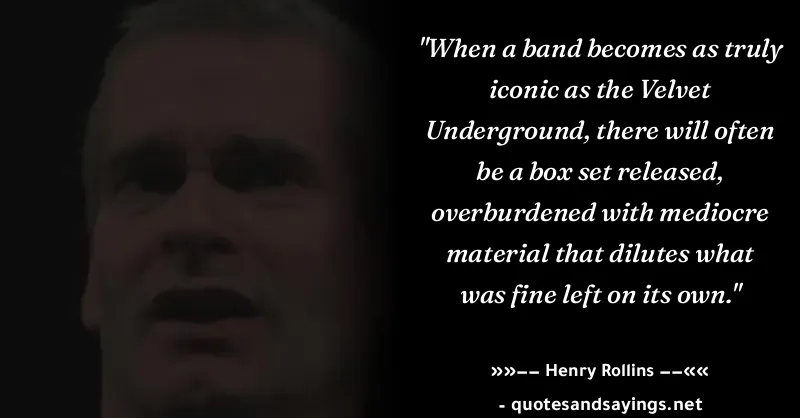 "When a band becomes as truly
iconic as the Velvet
Underground, there will often
be a box set released,
overburdened with mediocre
material that dilutes what
was fine left on its own."
»»−− Henry Rollins −−««
- quotesandsayings.net